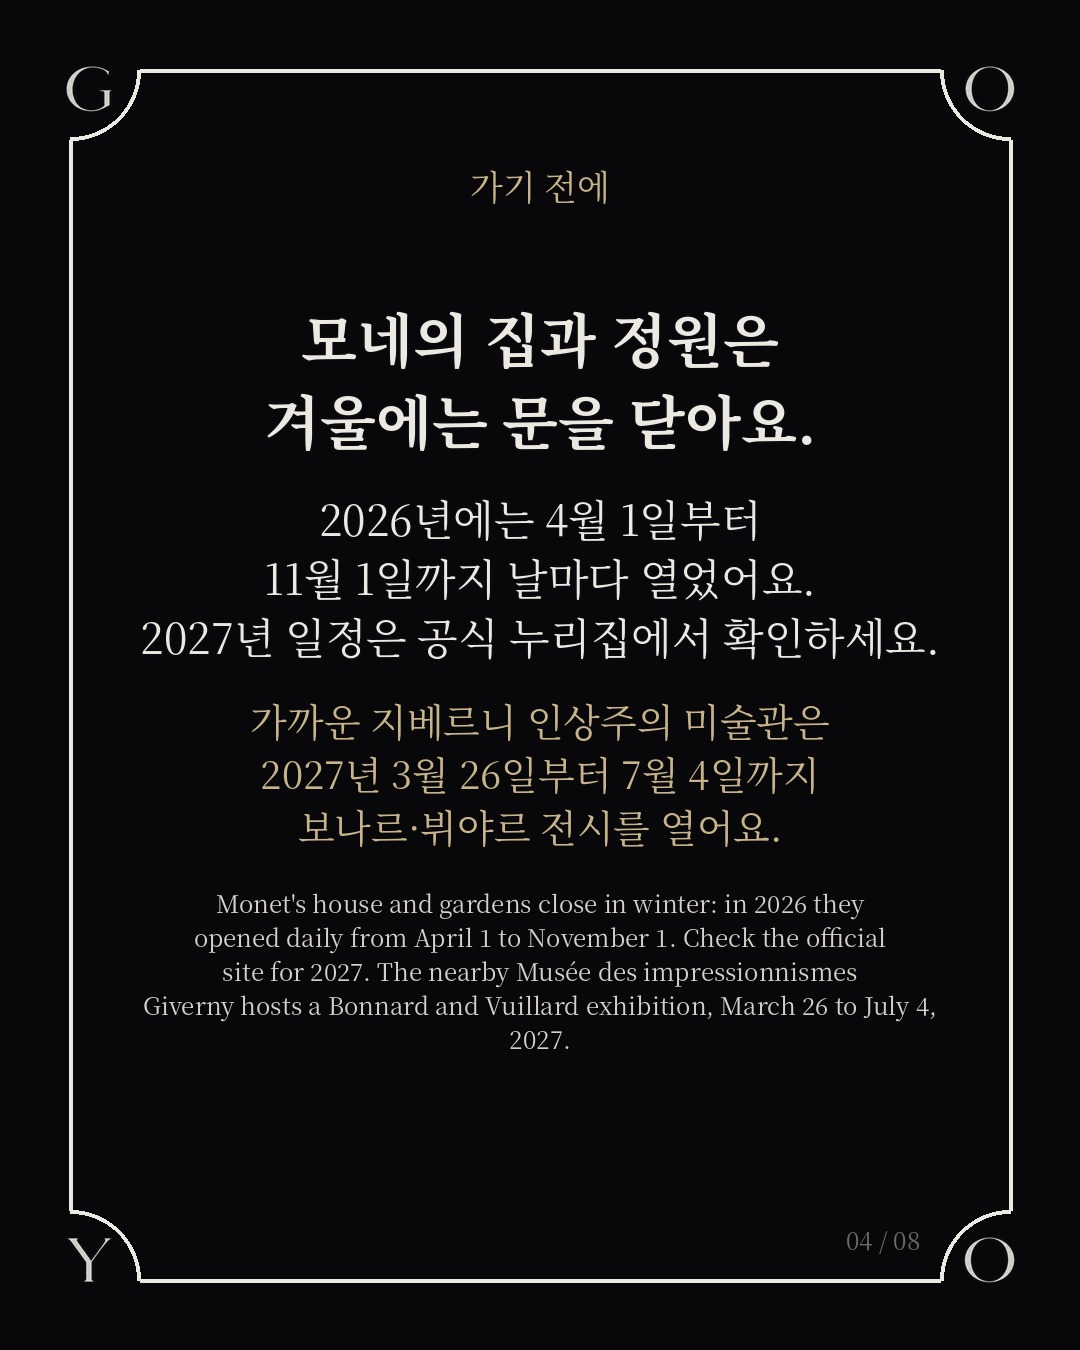 G
O
가기 전에
모네의 집과 정원은
겨울에는 문을 닫아요.
2026년에는 4월 1일부터
11월 1일까지 날마다 열었어요.
2027년 일정은 공식 누리집에서 확인하세요.
가까운 지베르니 인상주의 미술관은
2027년 3월 26일부터 7월 4일까지
보나르·뷔야르 전시를 열어요.
Monet's house and gardens close in winter: in 2026 they
opened daily from April 1 to November 1. Check the official
site for 2027. The nearby Musée des impressionnismes
Giverny hosts a Bonnard and Vuillard exhibition, March 26 to July 4,
2027.
04 / 08
Y
O